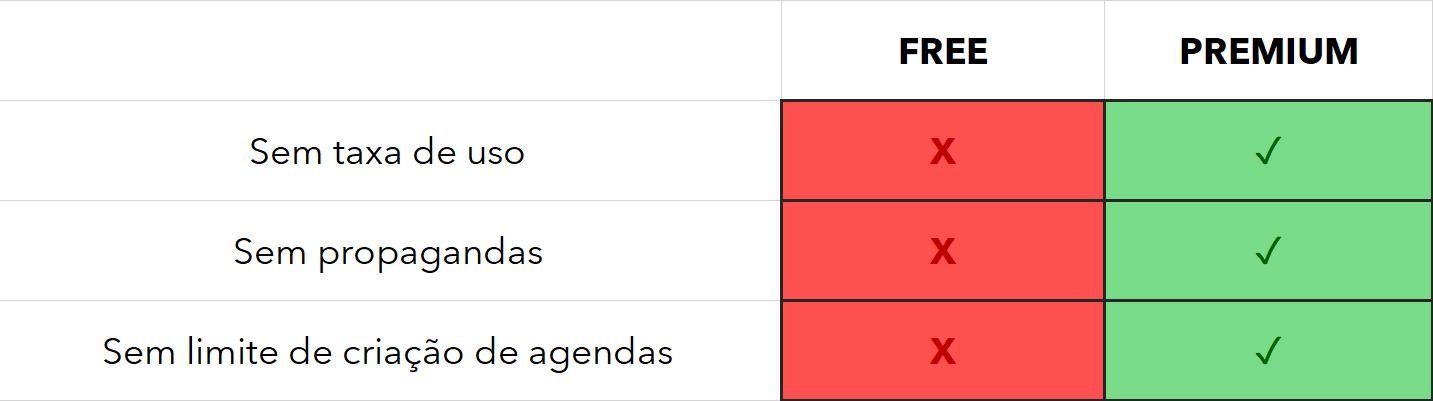 FREE PREMIUM
Sem taxa de uso X ✓
Sem propagandas X ✓
Sem limite de criação de agendas X ✓